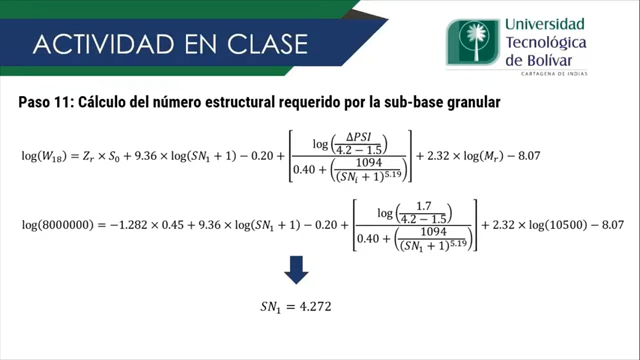 ACTIVIDAD EN CLASE
Universidad
Tecnológica
de Bolívar
CARTAGENA DE INDIAS
Paso 11: Cálculo del número estructural requerido por la sub-base granular
log(W₁₈) = Zᵣ × S₀ + 9.36 × log(SN₁ + 1) − 0.20 + [log(ΔPSI / (4.2 − 1.5)) / (0.40 + (1094 / (SNᵢ + 1)^5.19))] + 2.32 × log(Mᵣ) − 8.07
log(8000000) = −1.282 × 0.45 + 9.36 × log(SN₁ + 1) − 0.20 + [log(1.7 / (4.2 − 1.5)) / (0.40 + (1094 / (SN₁ + 1)^5.19))] + 2.32 × log(10500) − 8.07
SN₁ = 4.272